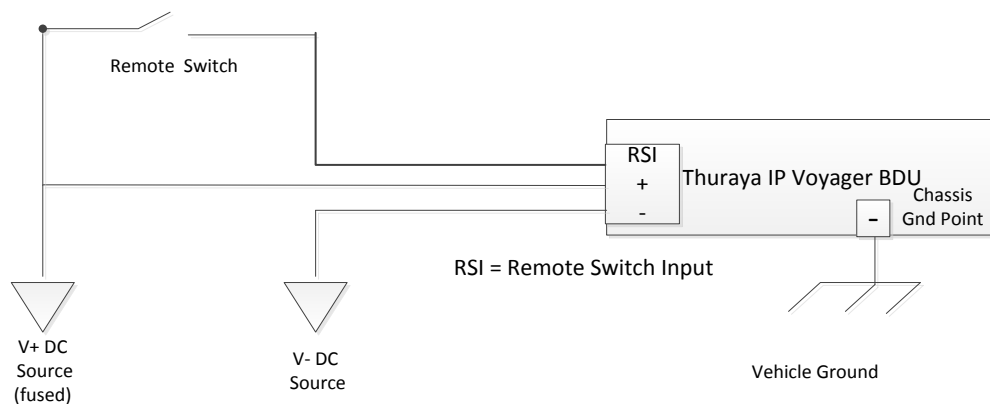 Remote Switch
RSI
+
-
Thuraya IP Voyager BDU
Chassis
Gnd Point
-
RSI = Remote Switch Input
V+ DC
Source
(fused)
V- DC
Source
Vehicle Ground